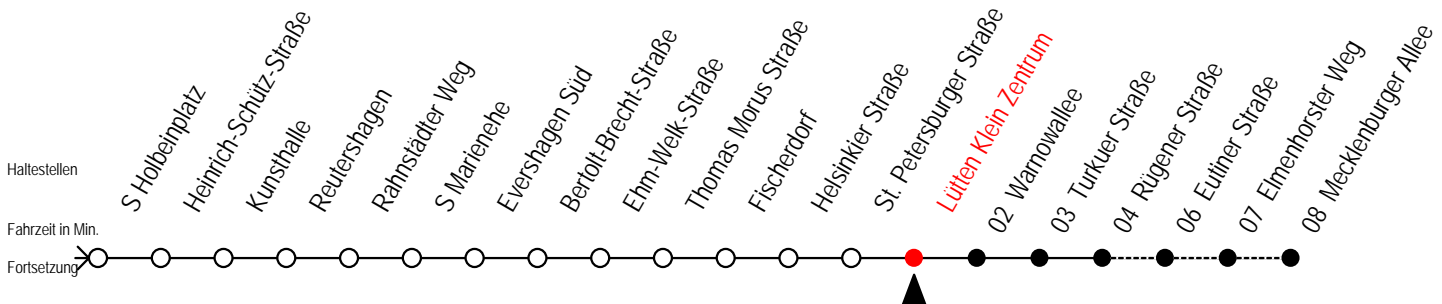 Haltestellen
S Holbeinplatz
Heinrich-Schütz-Straße
Kunsthalle
Reutershagen
Rahnstädter Weg
S Marienehe
Evershagen Süd
Bertolt-Brecht-Straße
Ehm-Welk-Straße
Thomas Morus Straße
Fischerdorf
Helsinkier Straße
St. Petersburger Straße
Lütten Klein Zentrum
02 Warnowallee
03 Turkuer Straße
04 Rügener Straße
06 Eutiner Straße
07 Elmenhorster Weg
08 Mecklenburger Allee
Fahrzeit in Min.
Fortsetzung